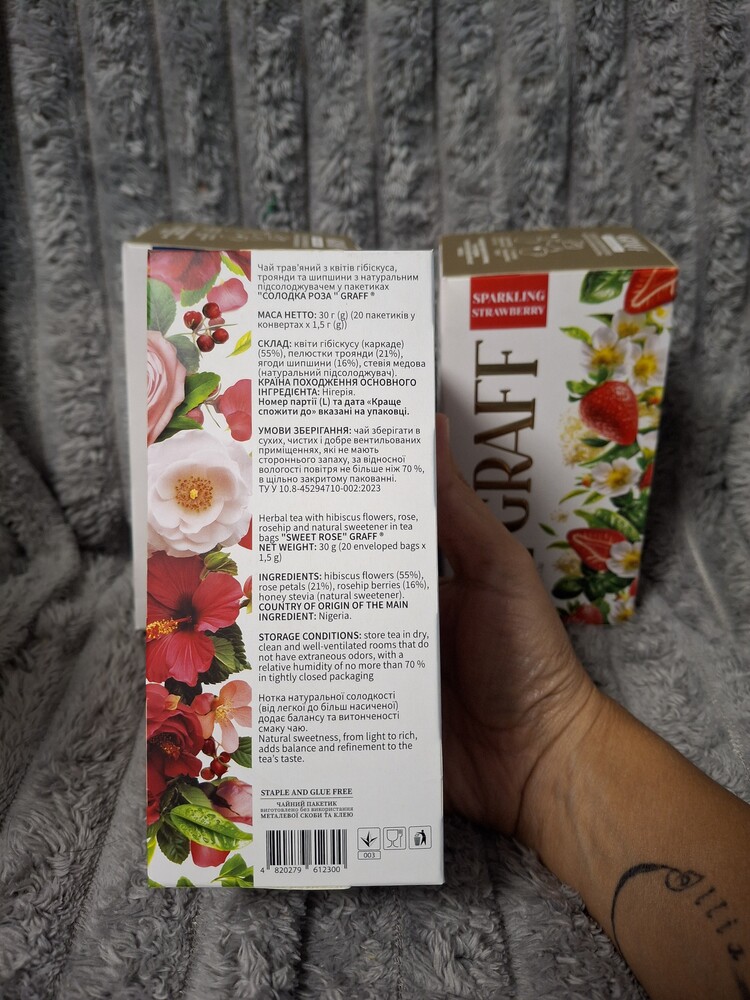 Чай трав'яний з квітів гібіскуса,
троянди та шипшини з натуральним
підсолоджувачем у пакетиках
"СОЛОДКА РОЗА " GRAFF ®
МАСА НЕТТО: 30 г (g) (20 пакетиків у
конвертах х 1,5 г (g))
СКЛАД: квіти гібіскусу (каркаде)
(55%), пелюстки троянди (21%),
ягоди шипшини (16%), стевія медова
(натуральний підсолоджувач).
КРАЇНА ПОХОДЖЕННЯ ОСНОВНОГО
ІНГРЕДІЄНТА: Нігерія.
Номер партії (L) та дата «Краще
спожити до» вказані на упаковці.
УМОВИ ЗБЕРІГАННЯ: чай зберігати в
сухих, чистих і добре вентильованих
приміщеннях, які не мають
стороннього запаху, за відносної
вологості повітря не більше ніж 70 %,
в щільно закритому пакованні.
ТУ У 10.8-45294710-002:2023
Herbal tea with hibiscus flowers, rose,
rosehip and natural sweetener in tea
bags "SWEET ROSE" GRAFF ®
NET WEIGHT: 30 g (20 enveloped bags x
1,5 g)
INGREDIENTS: hibiscus flowers (55%),
rose petals (21%), rosehip berries (16%),
honey stevia (natural sweetener).
COUNTRY OF ORIGIN OF THE MAIN
INGREDIENT: Nigeria.
STORAGE CONDITIONS: store tea in dry,
clean and well-ventilated rooms that do
not have extraneous odors, with a
relative humidity of no more than 70 %
in tightly closed packaging
Нотка натуральної солодкості
(від легкої до більш насиченої)
додає балансу та витонченості
смаку чаю.
Natural sweetness, from light to rich,
adds balance and refinement to the
tea's taste.
STAPLE AND GLUE FREE
ЧАЙНИЙ ПАКЕТИК
виготовлено без використання
МЕТАЛЕВОЇ СКОБИ ТА КЛЕЮ
003
4 820279 612300
SPARKLING
STRAWBERRY
GRAFF